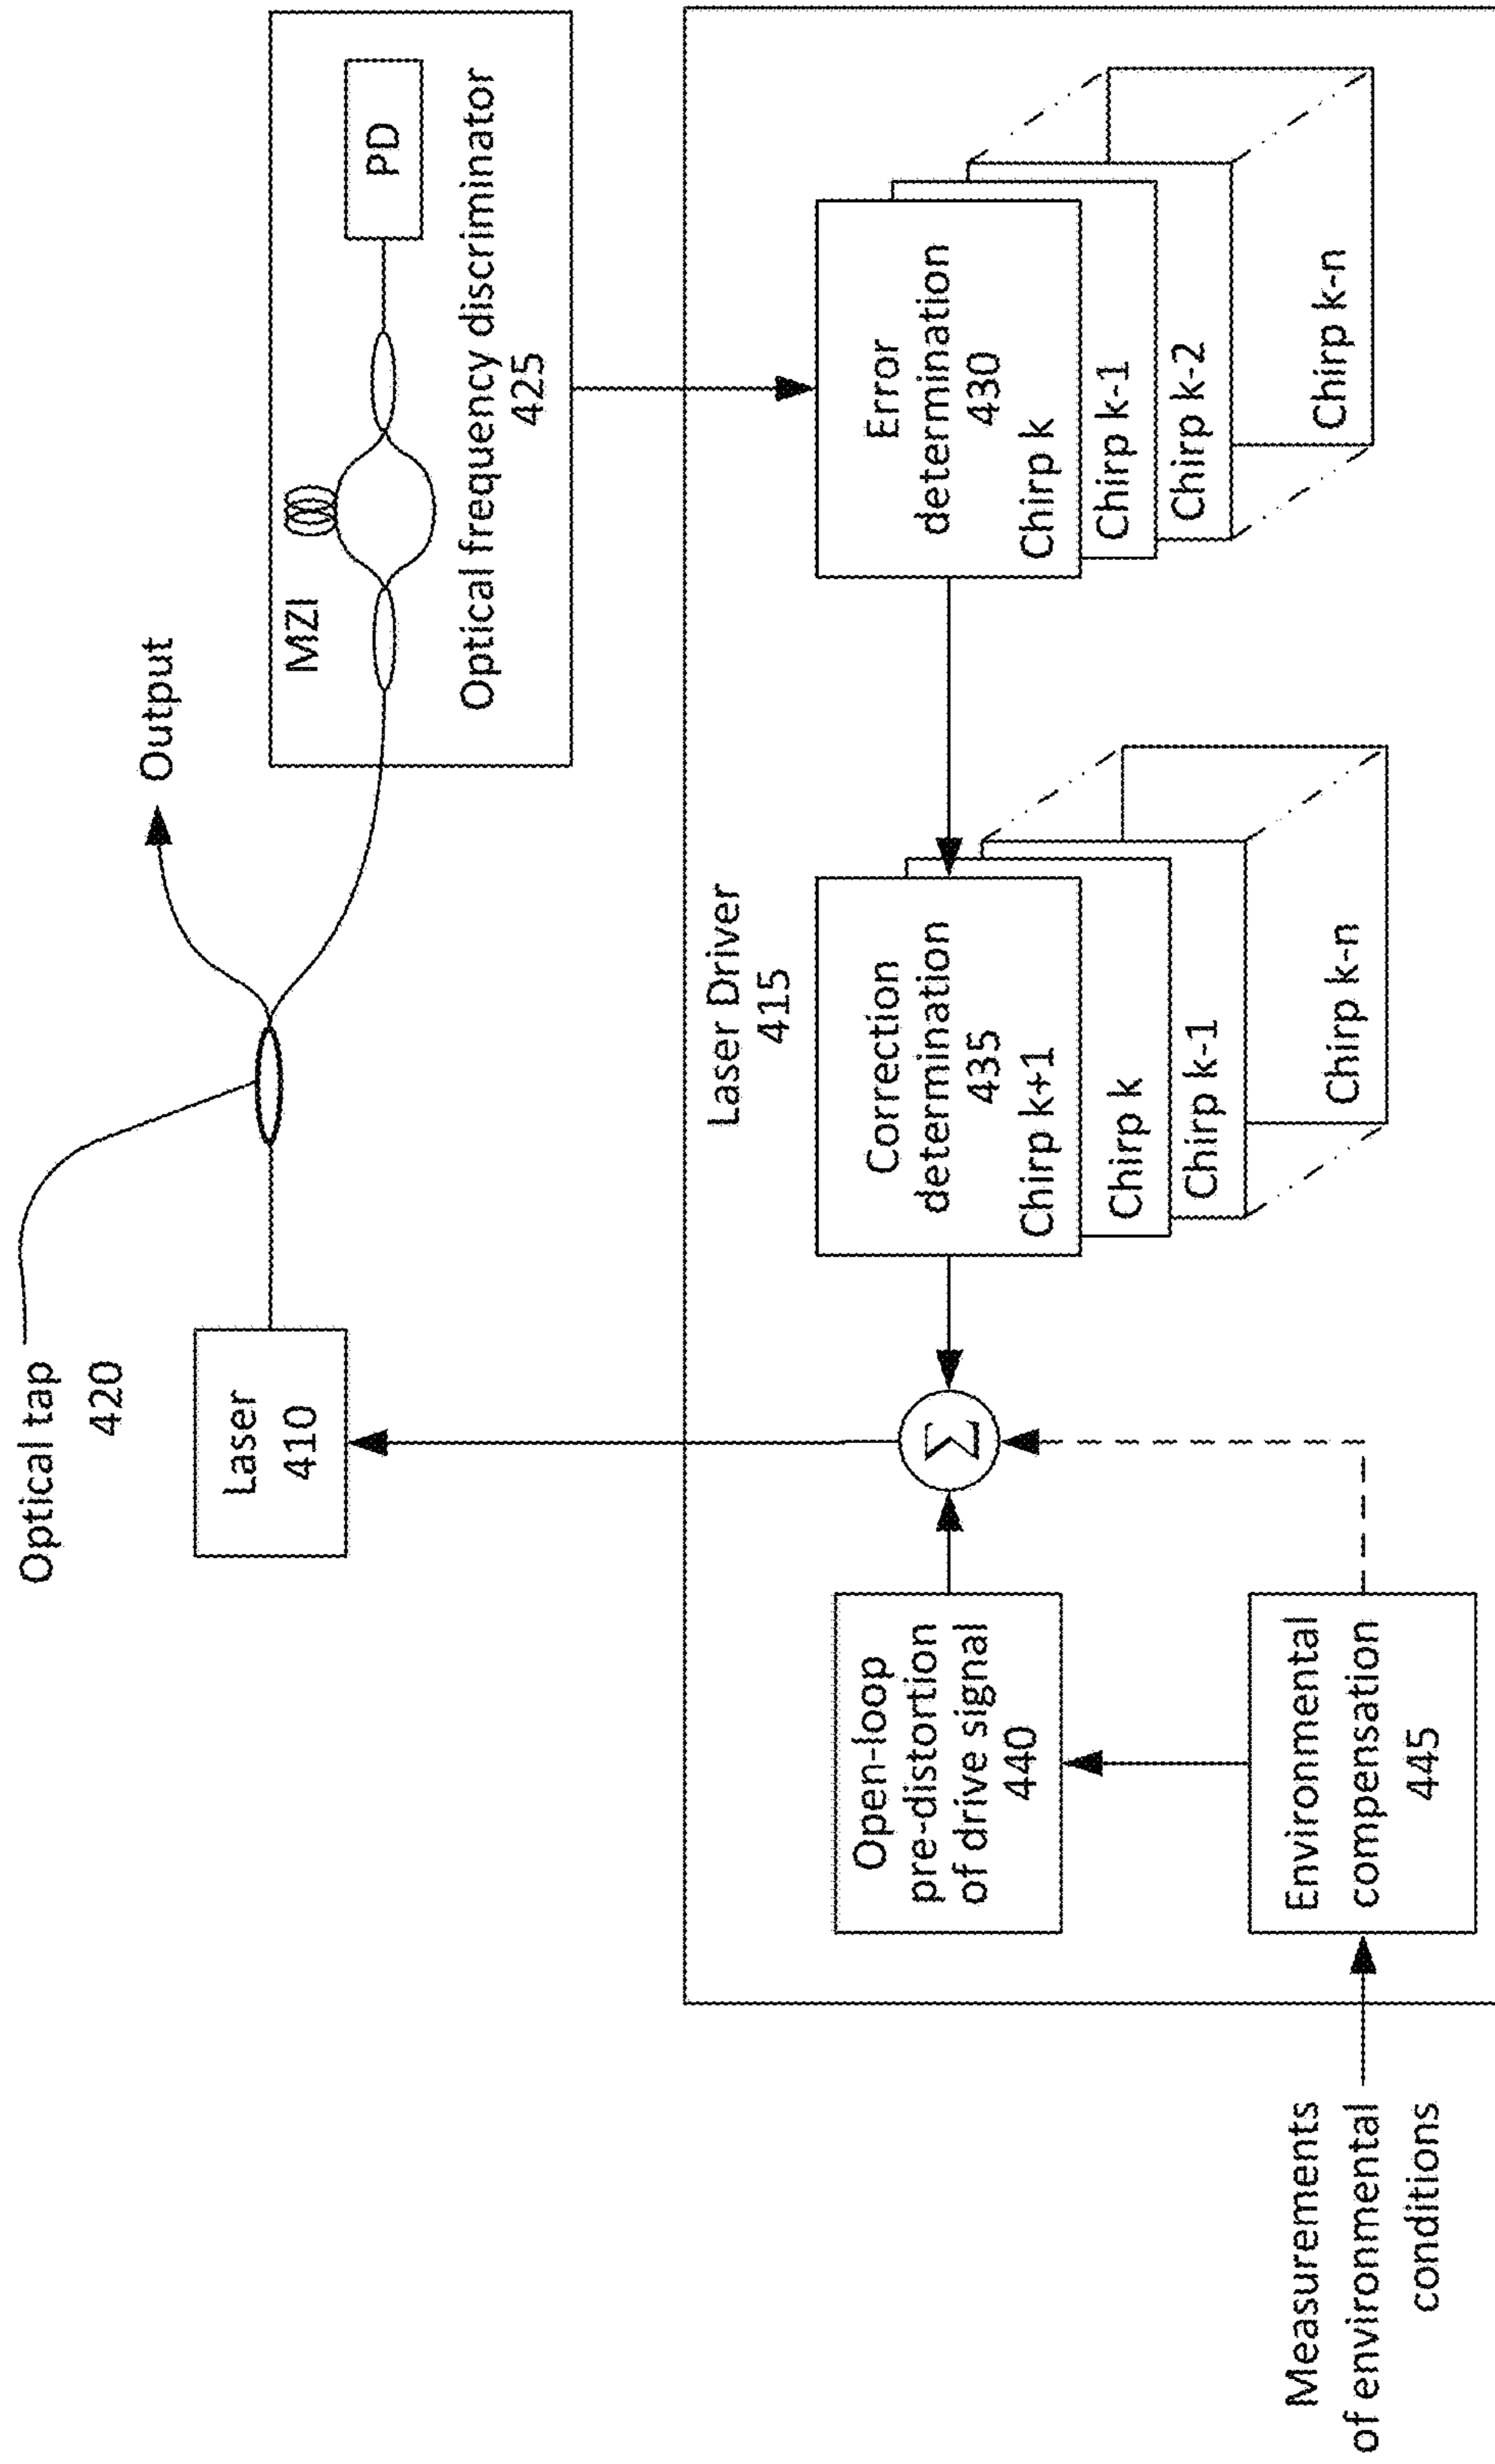 Optical tap
420
Output
Laser
410
MZI
PD
Optical frequency discriminator
425
Laser Driver
415
Open-loop
pre-distortion
of drive signal
440
Σ
Correction
determination
435
Chirp k+1
Chirp k
Chirp k-1
Chirp k-n
Error
determination
430
Chirp k
Chirp k-1
Chirp k-2
Chirp k-n
Measurements
of environmental
conditions
Environmental
compensation
445